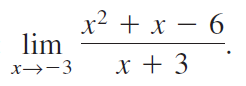 lim x→−3 (x² + x − 6)/(x + 3).